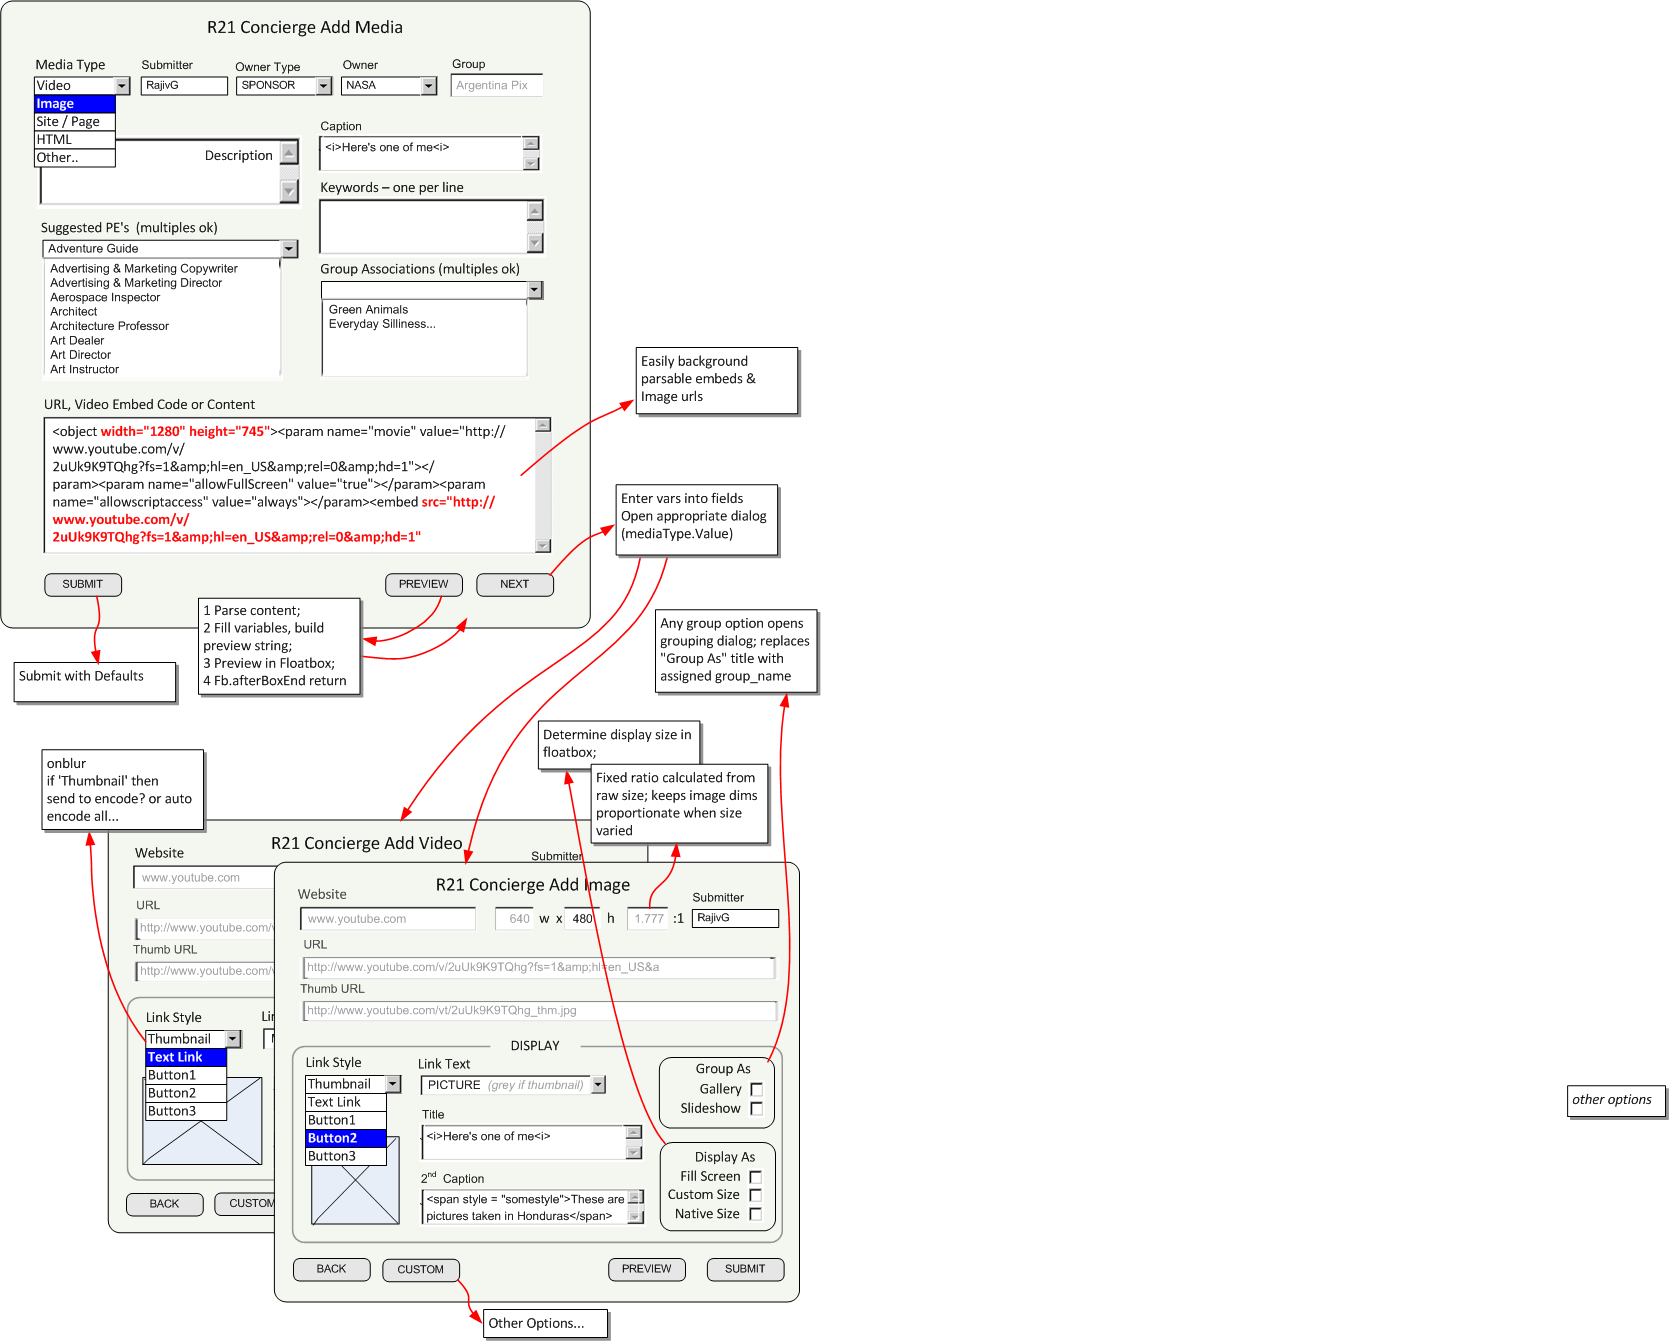 R21 Concierge Add Media
Media Type
Submitter
Owner Type
Owner
Group
Video
RajivG
SPONSOR
NASA
Argentina Pix
Image
Site / Page
HTML
Other..
Description
Caption
<i>Here's one of me<i>
Keywords – one per line
Suggested PE's (multiples ok)
Adventure Guide
Advertising & Marketing Copywriter
Advertising & Marketing Director
Aerospace Inspector
Architect
Architecture Professor
Art Dealer
Art Director
Art Instructor
Group Associations (multiples ok)
Green Animals
Everyday Silliness...
URL, Video Embed Code or Content
<object width="1280" height="745"><param name="movie" value="http://
www.youtube.com/v/
2uUk9K9TQhg?fs=1&amp;hl=en_US&amp;rel=0&amp;hd=1"></
param><param name="allowFullScreen" value="true"></param><param
name="allowscriptaccess" value="always"></param><embed src="http://
www.youtube.com/v/
2uUk9K9TQhg?fs=1&amp;hl=en_US&amp;rel=0&amp;hd=1"
SUBMIT
PREVIEW
NEXT
Easily background
parsable embeds &
Image urls
Enter vars into fields
Open appropriate dialog
(mediaType.Value)
1 Parse content;
2 Fill variables, build
preview string;
3 Preview in Floatbox;
4 Fb.afterBoxEnd return
Submit with Defaults
Any group option opens
grouping dialog; replaces
"Group As" title with
assigned group_name
Determine display size in
floatbox;
Fixed ratio calculated from
raw size; keeps image dims
proportionate when size
varied
onblur
if 'Thumbnail' then
send to encode? or auto
encode all...
R21 Concierge Add Video
Website
Submitter
www.youtube.com
URL
http://www.youtube.com/v
Thumb URL
http://www.youtube.com/v
Link Style
Lin
Thumbnail
Text Link
Button1
Button2
Button3
BACK
CUSTOM
R21 Concierge Add Image
Website
Submitter
www.youtube.com
640 w x 480 h 1.777 :1
RajivG
URL
http://www.youtube.com/v/2uUk9K9TQhg?fs=1&amp;hl=en_US&a
Thumb URL
http://www.youtube.com/vt/2uUk9K9TQhg_thm.jpg
DISPLAY
Link Style
Thumbnail
Text Link
Button1
Button2
Button3
Link Text
PICTURE (grey if thumbnail)
Title
<i>Here's one of me<i>
2nd Caption
<span style = "somestyle">These are
pictures taken in Honduras</span>
Group As
Gallery
Slideshow
Display As
Fill Screen
Custom Size
Native Size
BACK
CUSTOM
PREVIEW
SUBMIT
Other Options...
other options